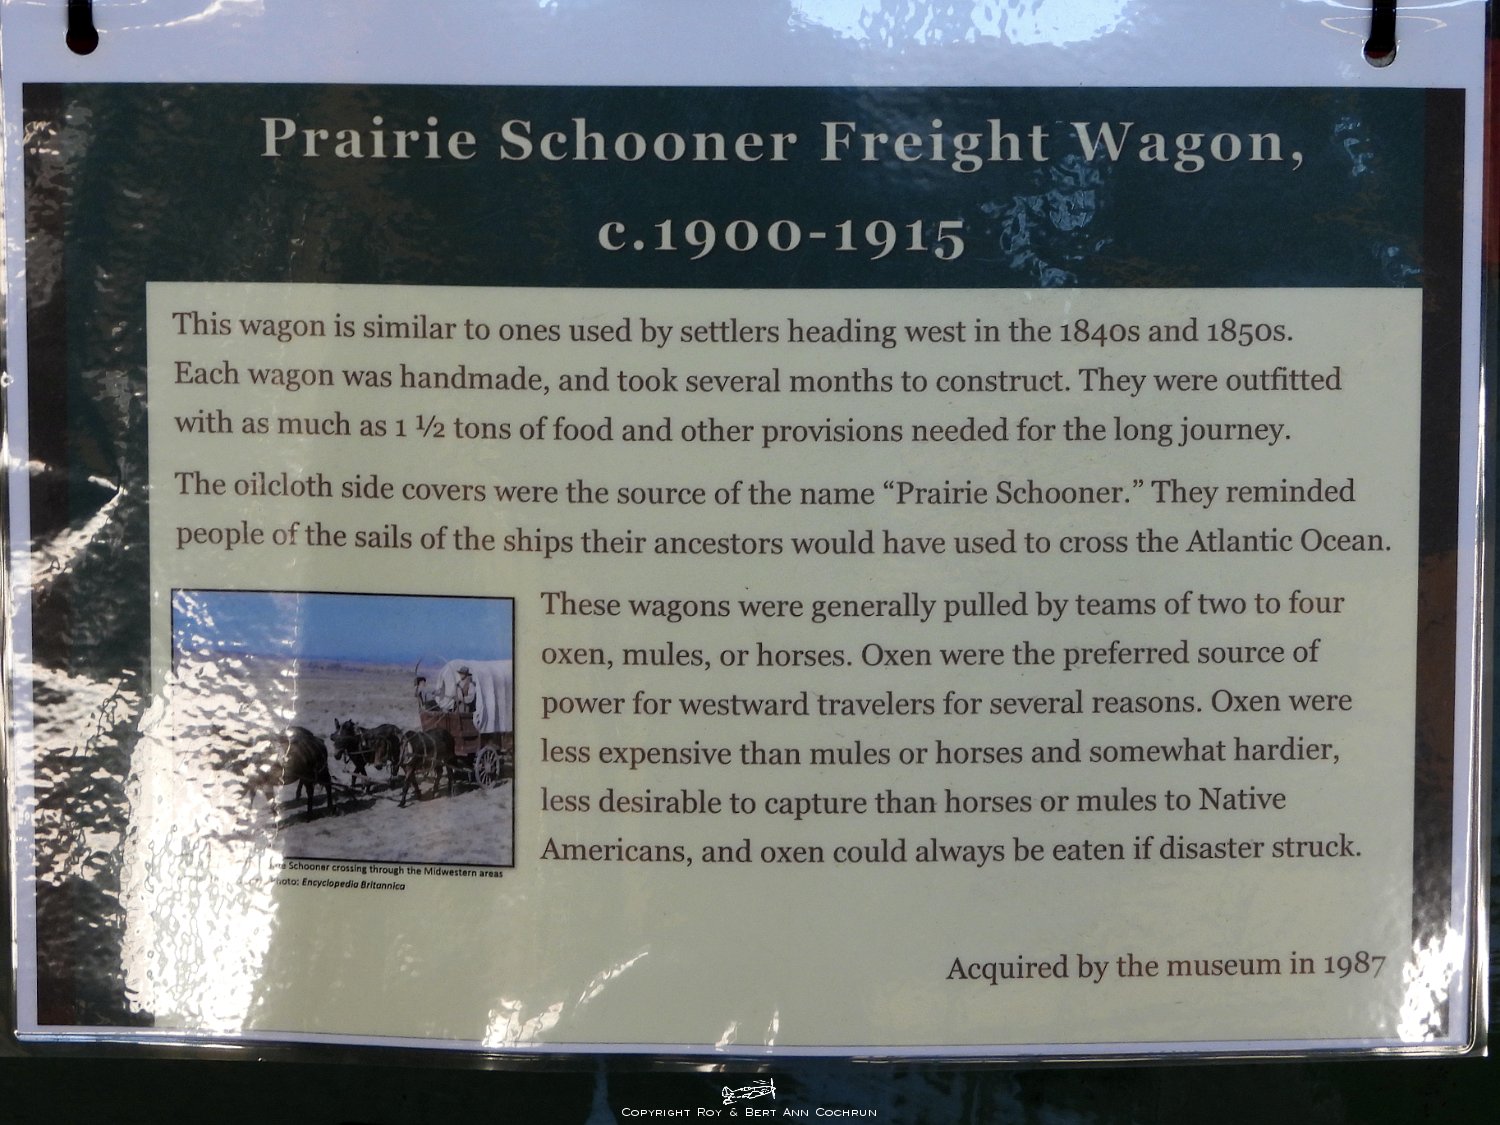 Prairie Schooner Freight Wagon,
c.1900-1915
This wagon is similar to ones used by settlers heading west in the 1840s and 1850s.
Each wagon was handmade, and took several months to construct. They were outfitted
with as much as 1 ½ tons of food and other provisions needed for the long journey.
The oilcloth side covers were the source of the name “Prairie Schooner.” They reminded
people of the sails of the ships their ancestors would have used to cross the Atlantic Ocean.
These wagons were generally pulled by teams of two to four
oxen, mules, or horses. Oxen were the preferred source of
power for westward travelers for several reasons. Oxen were
less expensive than mules or horses and somewhat hardier,
less desirable to capture than horses or mules to Native
Americans, and oxen could always be eaten if disaster struck.
Schooner crossing through the Midwestern areas
Photo: Encyclopedia Britannica
Acquired by the museum in 1987
Copyright Roy & Bert Ann Cochrun